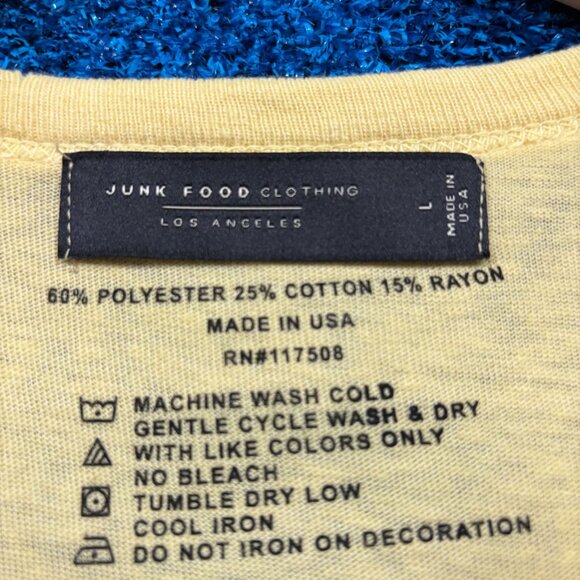 JUNK FOOD CLOTHING
LOS ANGELES
L
MADE IN
USA
60% POLYESTER 25% COTTON 15% RAYON
MADE IN USA
RN#117508
MACHINE WASH COLD
GENTLE CYCLE WASH & DRY
WITH LIKE COLORS ONLY
NO BLEACH
TUMBLE DRY LOW
COOL IRON
DO NOT IRON ON DECORATION